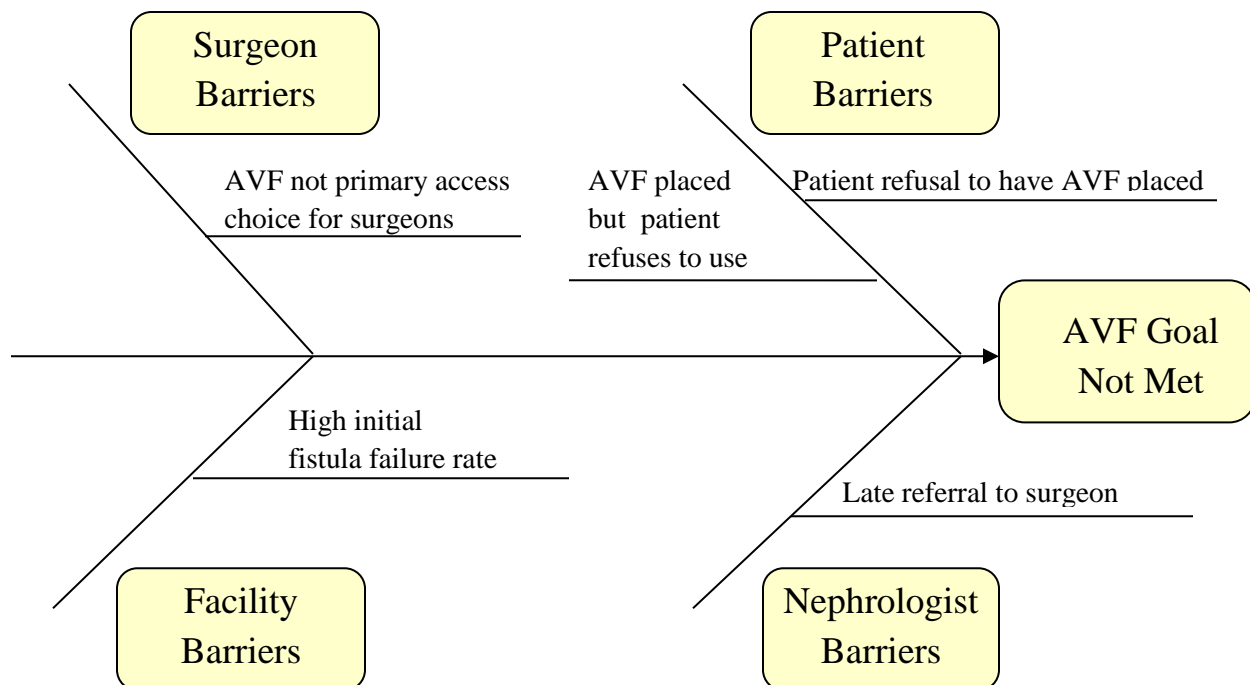 Surgeon
Barriers
Patient
Barriers
AVF not primary access
choice for surgeons
AVF placed
but patient
refuses to use
Patient refusal to have AVF placed
AVF Goal
Not Met
High initial
fistula failure rate
Late referral to surgeon
Facility
Barriers
Nephrologist
Barriers